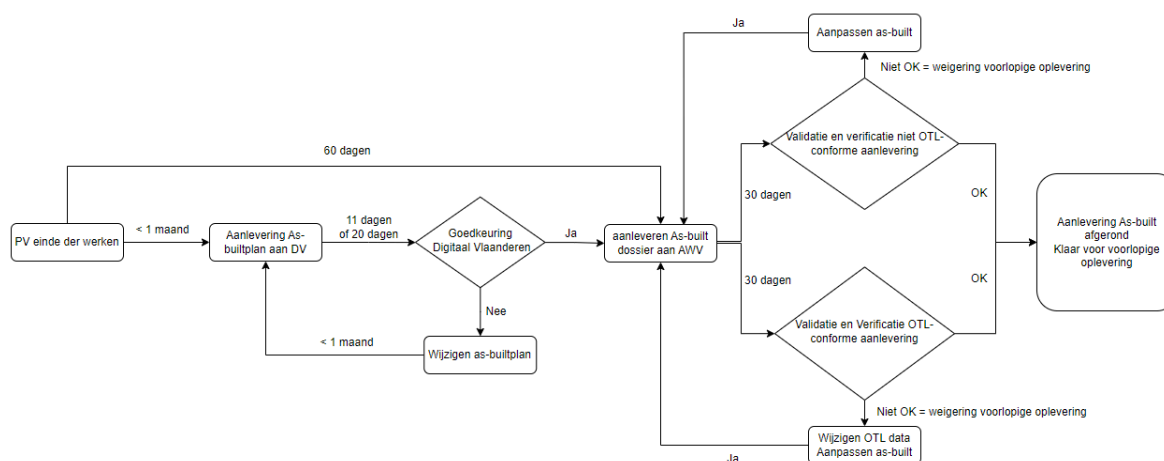 Ja
Aanpassen as-built
Niet OK = weigering voorlopige oplevering
Validatie en verificatie niet OTL-
conforme aanlevering
60 dagen
30 dagen
OK
PV einde der werken
< 1 maand
Aanlevering As-
builtplan aan DV
11 dagen
of 20 dagen
Goedkeuring
Digitaal Vlaanderen
Ja
aanleveren As-built
dossier aan AWV
Aanlevering As-built
afgerond
Klaar voor voorlopige
oplevering
30 dagen
OK
Nee
< 1 maand
Wijzigen as-builtplan
Validatie en Verificatie OTL-
conforme aanlevering
Niet OK = weigering voorlopige oplevering
Wijzigen OTL data
Aanpassen as-built
Ja